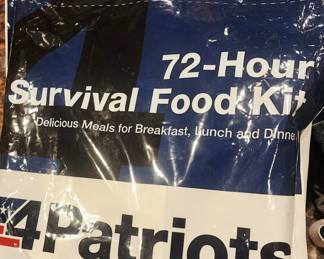 72-Hour
Survival Food Kit
Delicious Meals for Breakfast, Lunch and Dinne
4Patriots